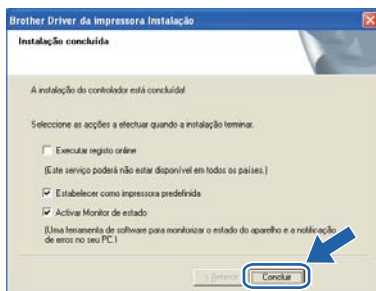 Brother Driver da impressora Instalação
Instalação concluída
A instalação do controlador está concluída!
Seleccione as acções a efectuar quando a instalação terminar.
Executar registo online
(Este serviço poderá não estar disponível em todos os países.)
Estabelecer como impressora predefinida
Activar Monitor de estado
(Uma ferramenta de software para monitorizar o estado do aparelho e a notificação
de erros no seu PC.)
< Anterior
Concluir